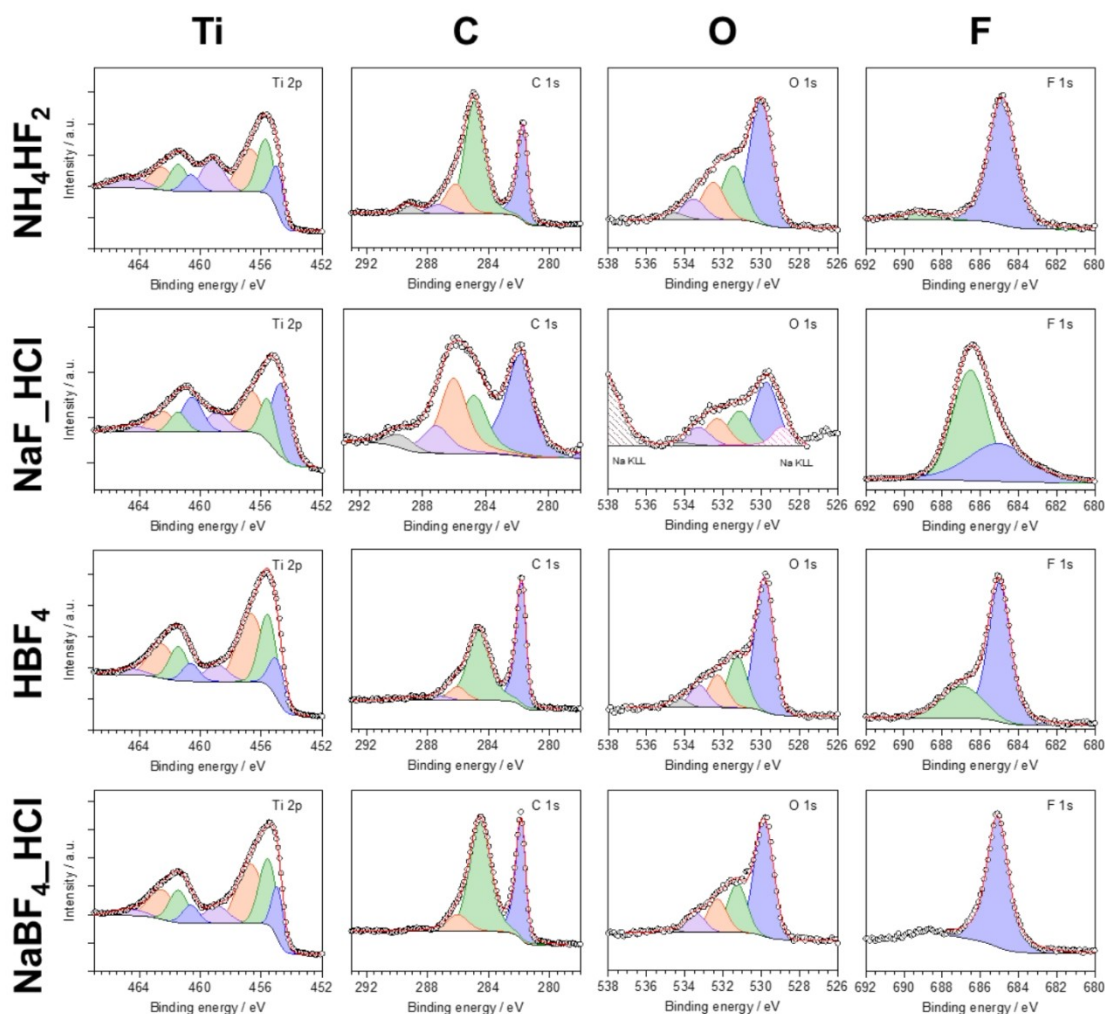 Ti C O F
NH₄HF₂
Intensity / a.u.
Ti 2p
464 460 456 452
Binding energy / eV
C 1s
292 288 284 280
Binding energy / eV
O 1s
538 536 534 532 530 528 526
Binding energy / eV
F 1s
692 690 688 686 684 682 680
Binding energy / eV
NaF_HCl
Intensity / a.u.
Ti 2p
464 460 456 452
Binding energy / eV
C 1s
292 288 284 280
Binding energy / eV
O 1s
Na KLL
Na KLL
538 536 534 532 530 528 526
Binding energy / eV
F 1s
692 690 688 686 684 682 680
Binding energy / eV
HBF₄
Intensity / a.u.
Ti 2p
464 460 456 452
Binding energy / eV
C 1s
292 288 284 280
Binding energy / eV
O 1s
538 536 534 532 530 528 526
Binding energy / eV
F 1s
692 690 688 686 684 682 680
Binding energy / eV
NaBF₄_HCl
Intensity / a.u.
Ti 2p
464 460 456 452
Binding energy / eV
C 1s
292 288 284 280
Binding energy / eV
O 1s
538 536 534 532 530 528 526
Binding energy / eV
F 1s
692 690 688 686 684 682 680
Binding energy / eV